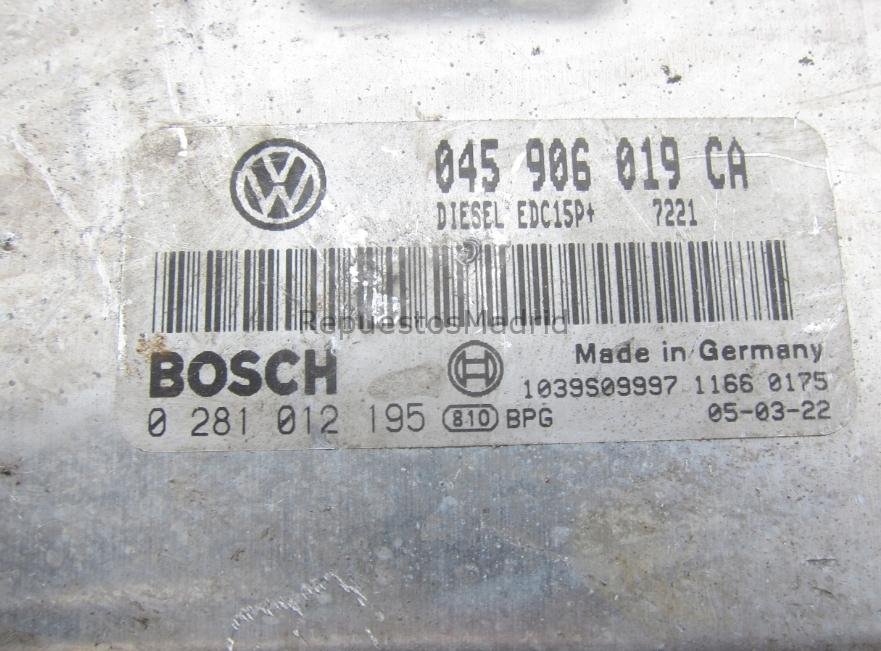 045 906 019 CA
DIESEL EDC15P+ 7221
RepuestosMadrid
BOSCH
Made in Germany
1039S09997 1166 0175
0 281 012 195 810 BPG 05-03-22